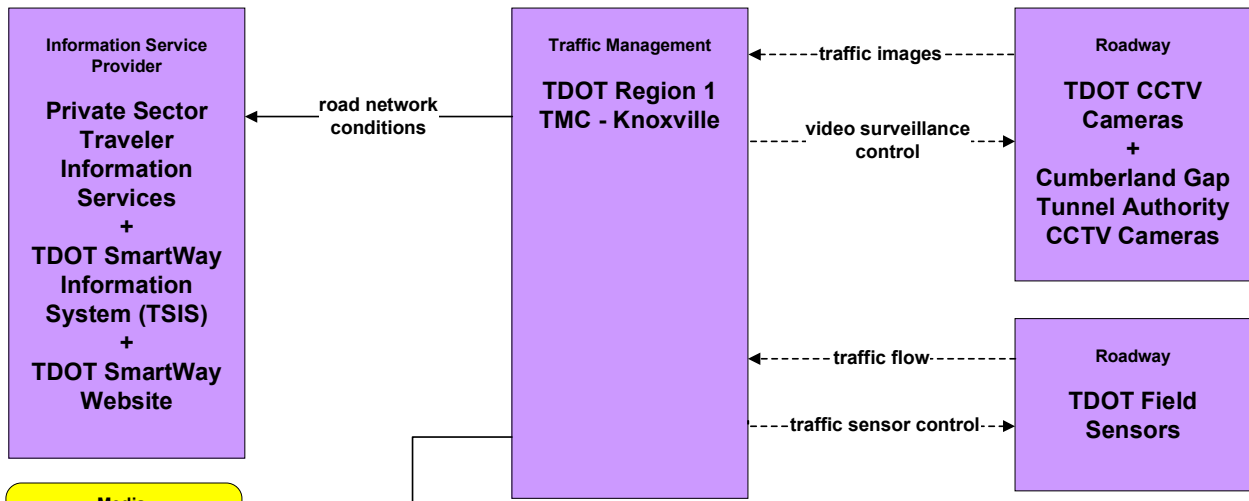 Information Service
Provider
Private Sector
Traveler
Information
Services
+
TDOT SmartWay
Information
System (TSIS)
+
TDOT SmartWay
Website
road network
conditions
Traffic Management
TDOT Region 1
TMC - Knoxville
traffic images
video surveillance
control
Roadway
TDOT CCTV
Cameras
+
Cumberland Gap
Tunnel Authority
CCTV Cameras
traffic flow
traffic sensor control
Roadway
TDOT Field
Sensors
Media